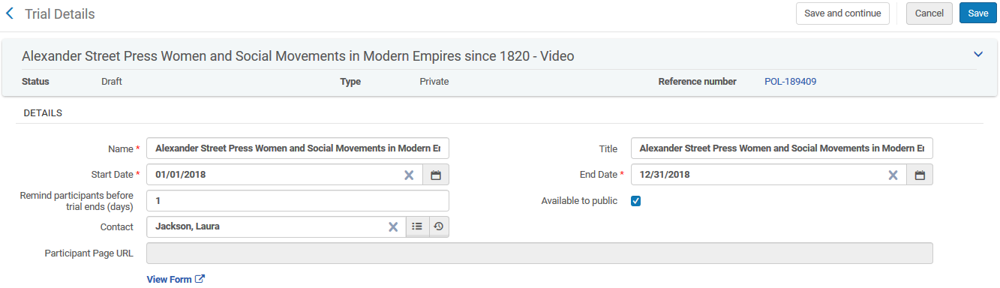 Trial Details
Save and continue
Cancel
Save
Alexander Street Press Women and Social Movements in Modern Empires since 1820 - Video
Status Draft Type Private Reference number POL-189409
DETAILS
Name * Alexander Street Press Women and Social Movements in Modern Er Title Alexander Street Press Women and Social Movements in Modern Er
Start Date * 01/01/2018 End Date * 12/31/2018
Remind participants before
trial ends (days) 1 Available to public
Contact Jackson, Laura
Participant Page URL
View Form